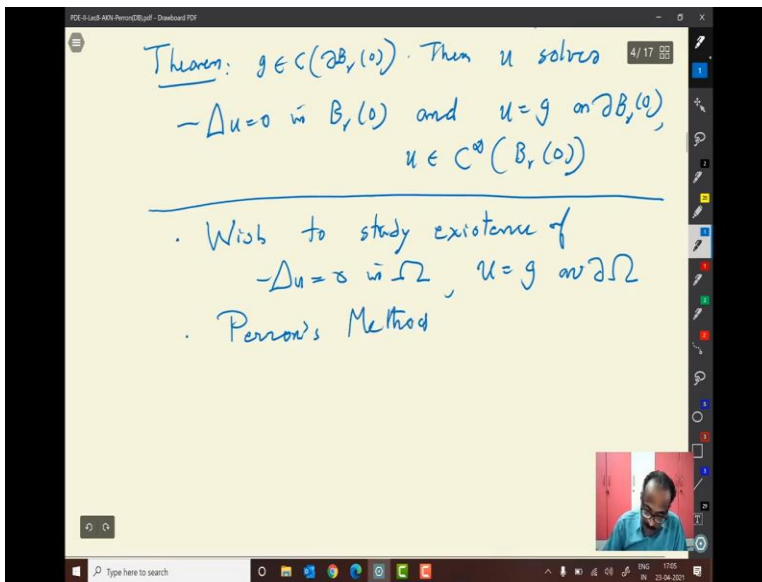 PDE-II-Lec8-AKN-Perron(DB).pdf - Drawboard PDF
4/17
Theorem: g ∈ C(∂B_r(0)). Then u solves
-Δu=0 in B_r(0) and u=g on ∂B_r(0),
u ∈ C^∞(B_r(0))
. Wish to study existence of
-Δu=0 in Ω, u=g on ∂Ω
. Perron's Method
Type here to search
ENG
IN
17:05
23-04-2021